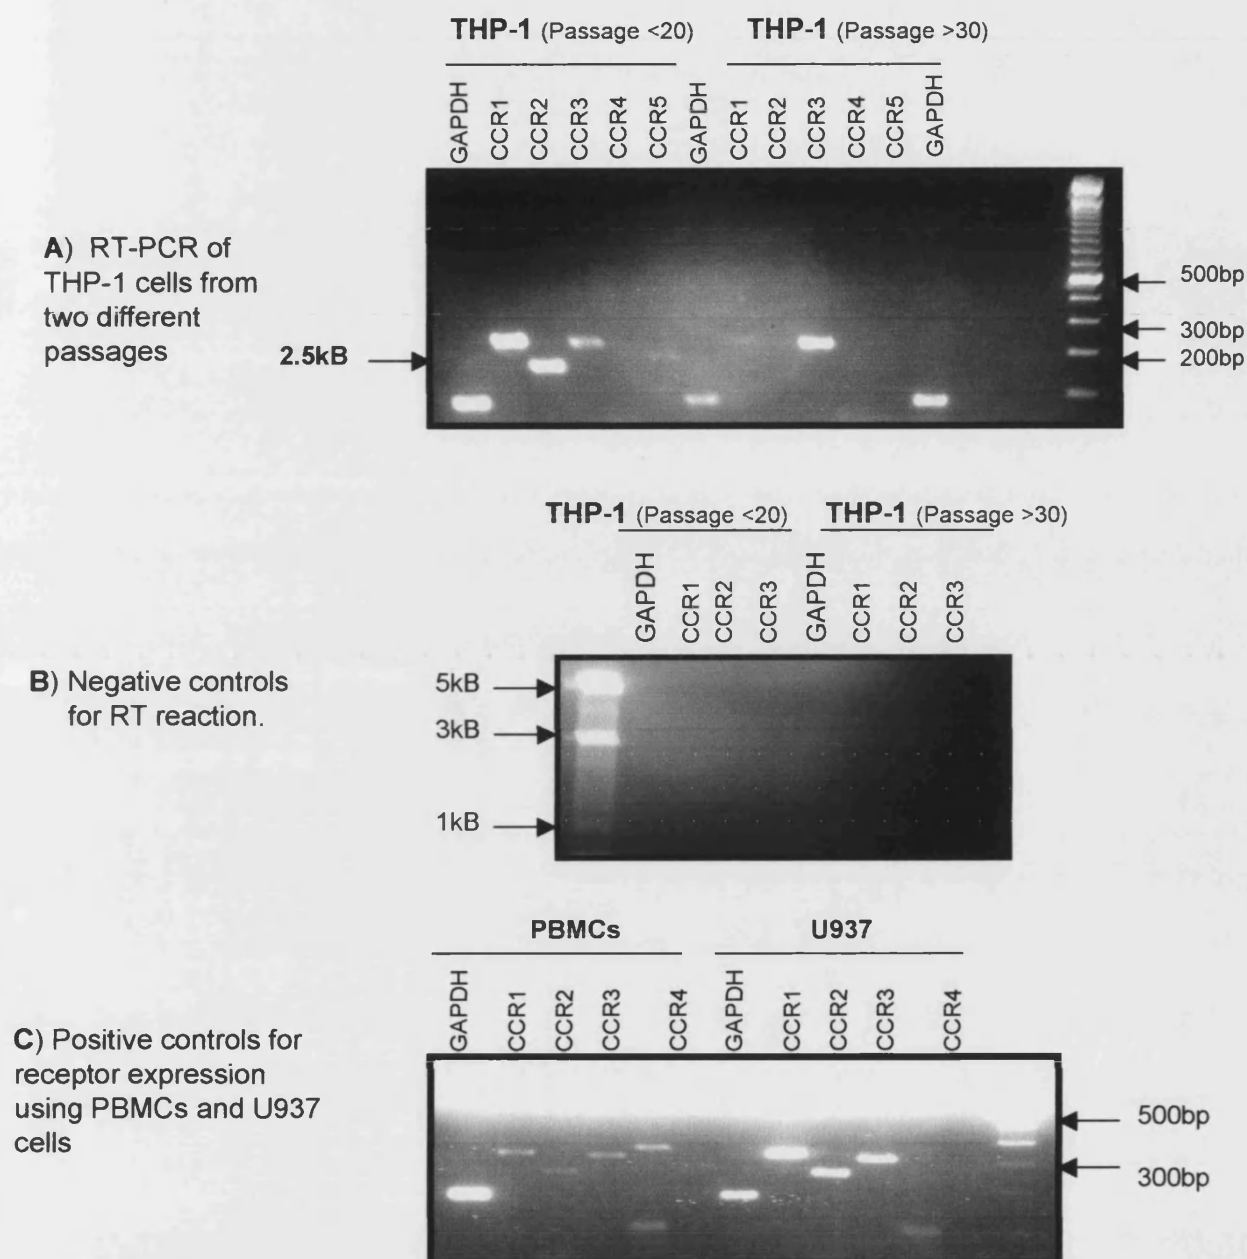 THP-1 (Passage <20) THP-1 (Passage >30)
GAPDH CCR1 CCR2 CCR3 CCR4 CCR5 GAPDH CCR1 CCR2 CCR3 CCR4 CCR5 GAPDH
A) RT-PCR of
THP-1 cells from
two different
passages
2.5kB
500bp
300bp
200bp
THP-1 (Passage <20) THP-1 (Passage >30)
GAPDH CCR1 CCR2 CCR3 GAPDH CCR1 CCR2 CCR3
B) Negative controls
for RT reaction.
5kB
3kB
1kB
PBMCs U937
GAPDH CCR1 CCR2 CCR3 CCR4 GAPDH CCR1 CCR2 CCR3 CCR4
C) Positive controls for
receptor expression
using PBMCs and U937
cells
500bp
300bp